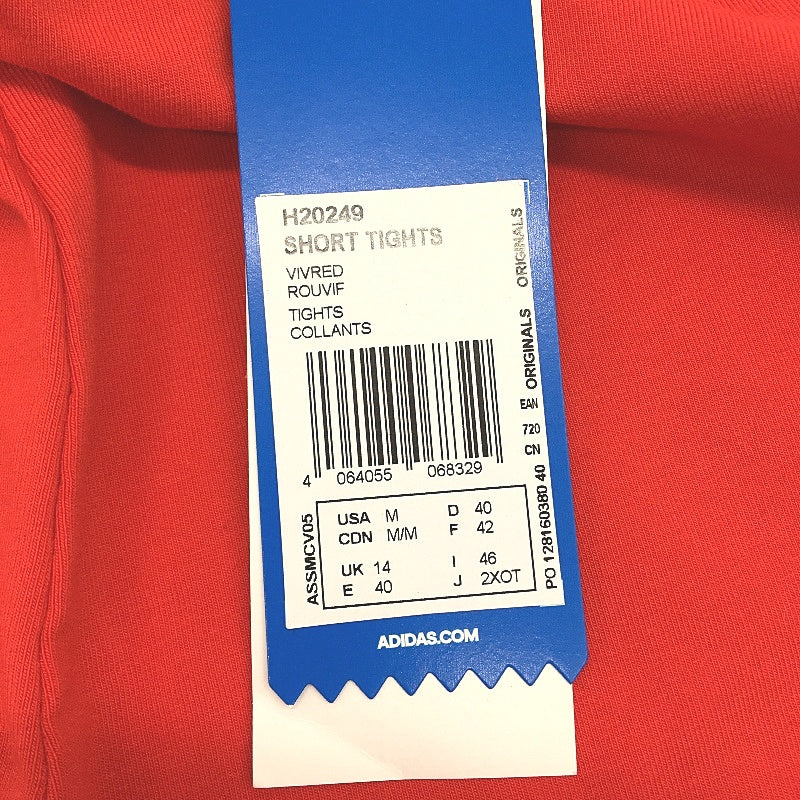 H20249
SHORT TIGHTS
VIVRED
ROUVIF
TIGHTS
COLLANTS
ORIGINALS
ORIGINALS
EAN
720
CN
4 064055 068329
ASSMCV05
USA M D 40
CDN M/M F 42
UK 14 I 46
E 40 J 2XOT
PO 128160380 40
ADIDAS.COM